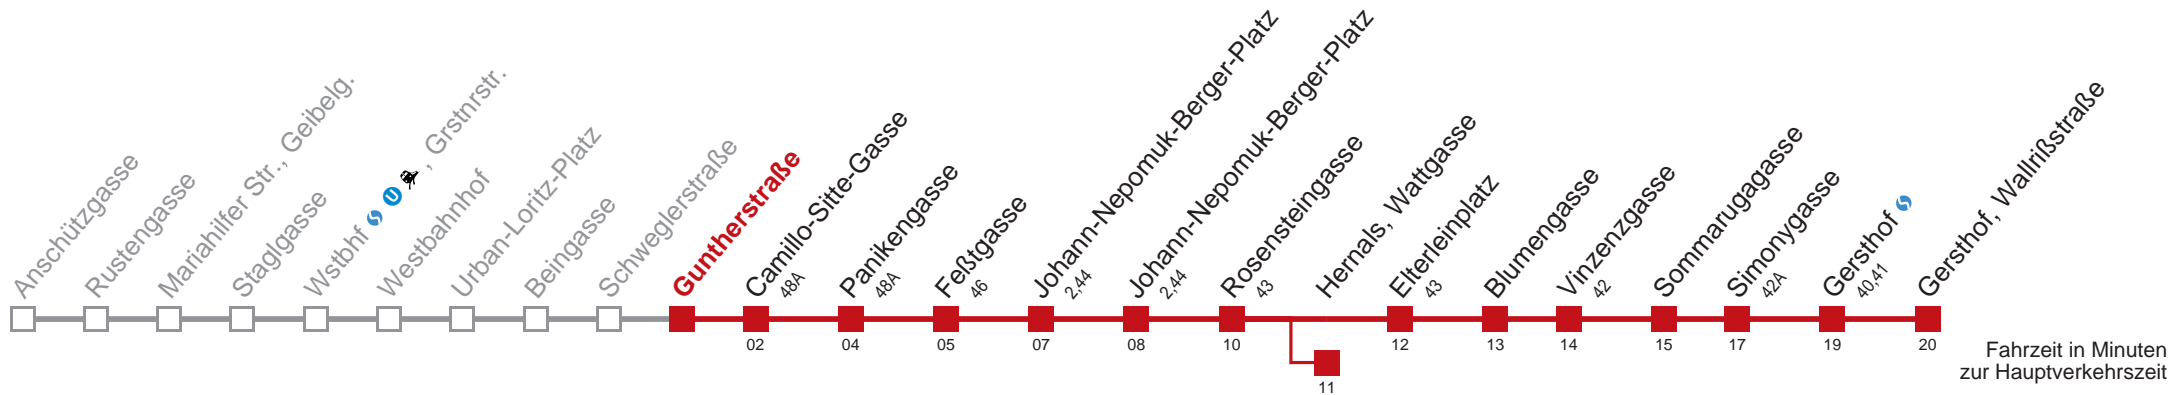 Anschützgasse
Rustengasse
Mariahilfer Str., Geibelg.
Staglgasse
Wstbhf U , Grstnrstr.
Westbahnhof
Urban-Loritz-Platz
Beingasse
Schweglerstraße
Guntherstraße
Camillo-Sitte-Gasse
48A
Panikengasse
48A
Feßtgasse
46
Johann-Nepomuk-Berger-Platz
2,44
Johann-Nepomuk-Berger-Platz
2,44
Rosensteingasse
43
Hernals, Wattgasse
Elterleinplatz
43
Blumengasse
Vinzenzgasse
42
Sommarugagasse
Simonygasse
42A
Gersthof
40,41
Gersthof, Wallrißstraße
02 04 05 07 08 10 12 13 14 15 17 19 20
11
Fahrzeit in Minuten
zur Hauptverkehrszeit